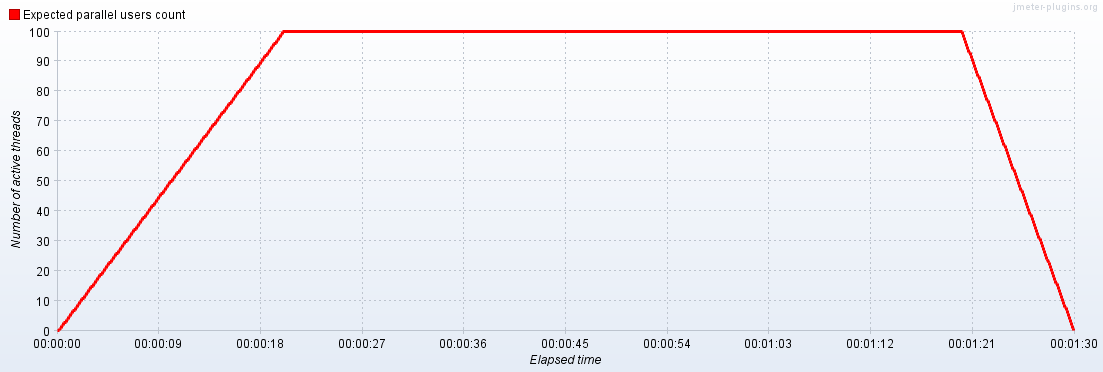 jmeter-plugins.org
Expected parallel users count
Number of active threads
100
90
80
70
60
50
40
30
20
10
0
00:00:00 00:00:09 00:00:18 00:00:27 00:00:36 00:00:45 00:00:54 00:01:03 00:01:12 00:01:21 00:01:30
Elapsed time